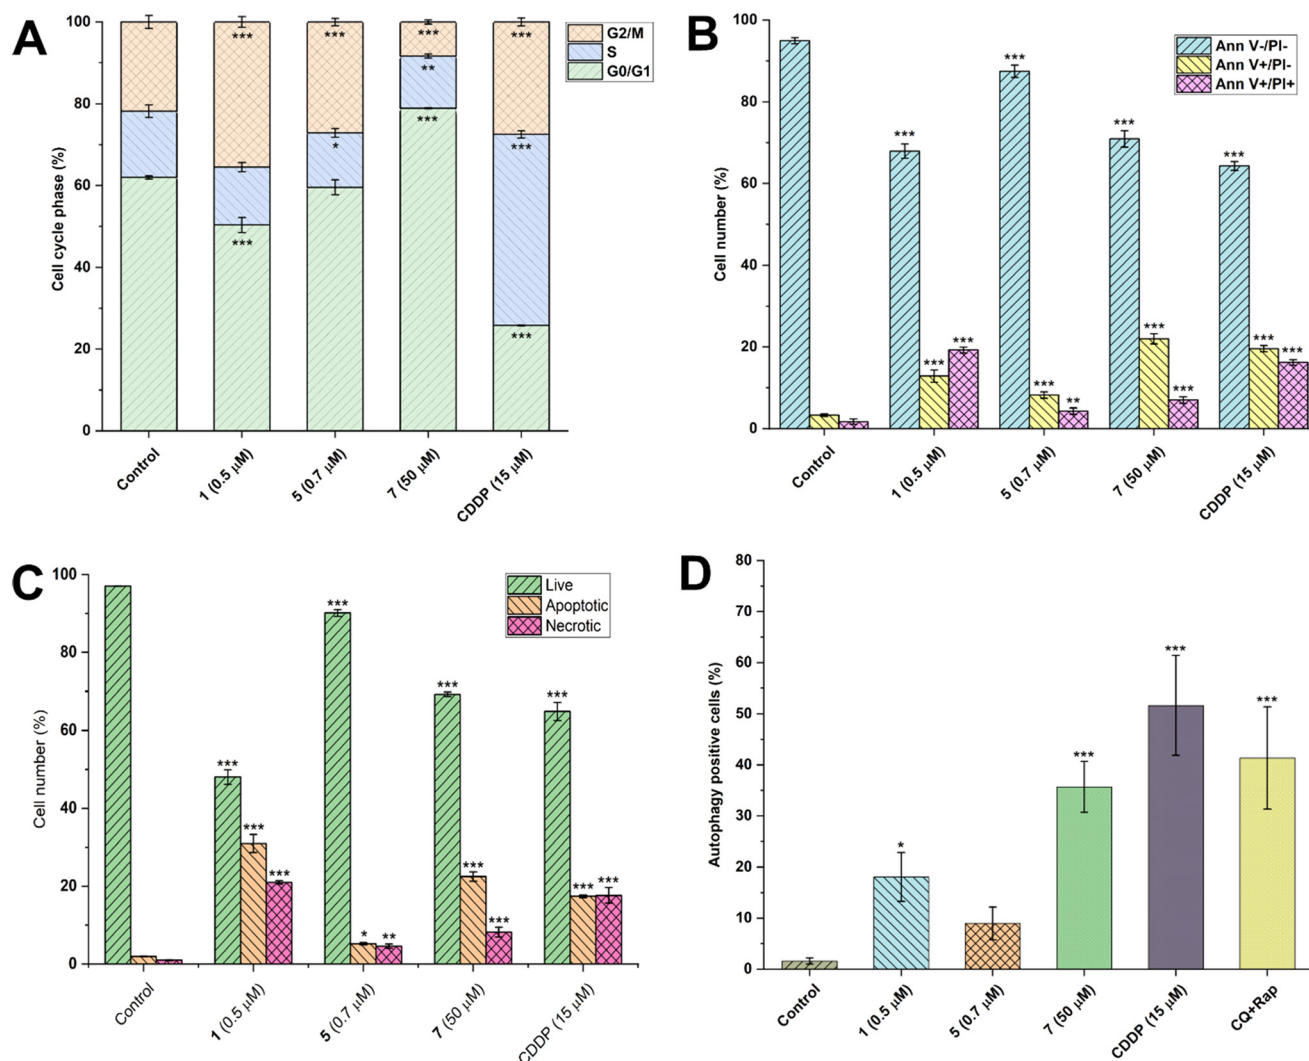 A
Cell cycle phase (%)
100
80
60
40
20
0
G2/M
S
G0/G1
***
***
***
***
**
***
*
***
***
***
Control
1 (0.5 μM)
5 (0.7 μM)
7 (50 μM)
CDDP (15 μM)
B
Cell number (%)
100
80
60
40
20
0
Ann V-/PI-
Ann V+/PI-
Ann V+/PI+
***
***
***
***
***
***
***
**
***
***
***
***
Control
1 (0.5 μM)
5 (0.7 μM)
7 (50 μM)
CDDP (15 μM)
C
Cell number (%)
100
80
60
40
20
0
Live
Apoptotic
Necrotic
***
***
***
***
*
**
***
***
***
***
***
***
Control
1 (0.5 μM)
5 (0.7 μM)
7 (50 μM)
CDDP (15 μM)
D
Autophagy positive cells (%)
80
70
60
50
40
30
20
10
0
*
***
***
***
Control
1 (0.5 μM)
5 (0.7 μM)
7 (50 μM)
CDDP (15 μM)
CQ+Rap